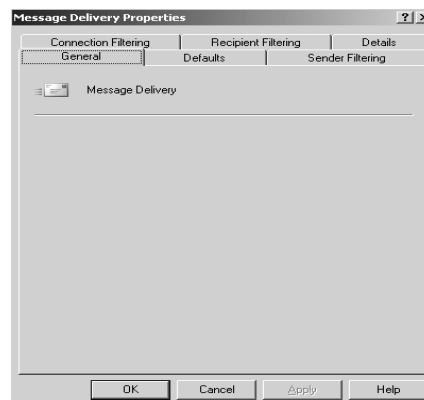 Message Delivery Properties
Connection Filtering Recipient Filtering Details
General Defaults Sender Filtering
Message Delivery
OK Cancel Apply Help